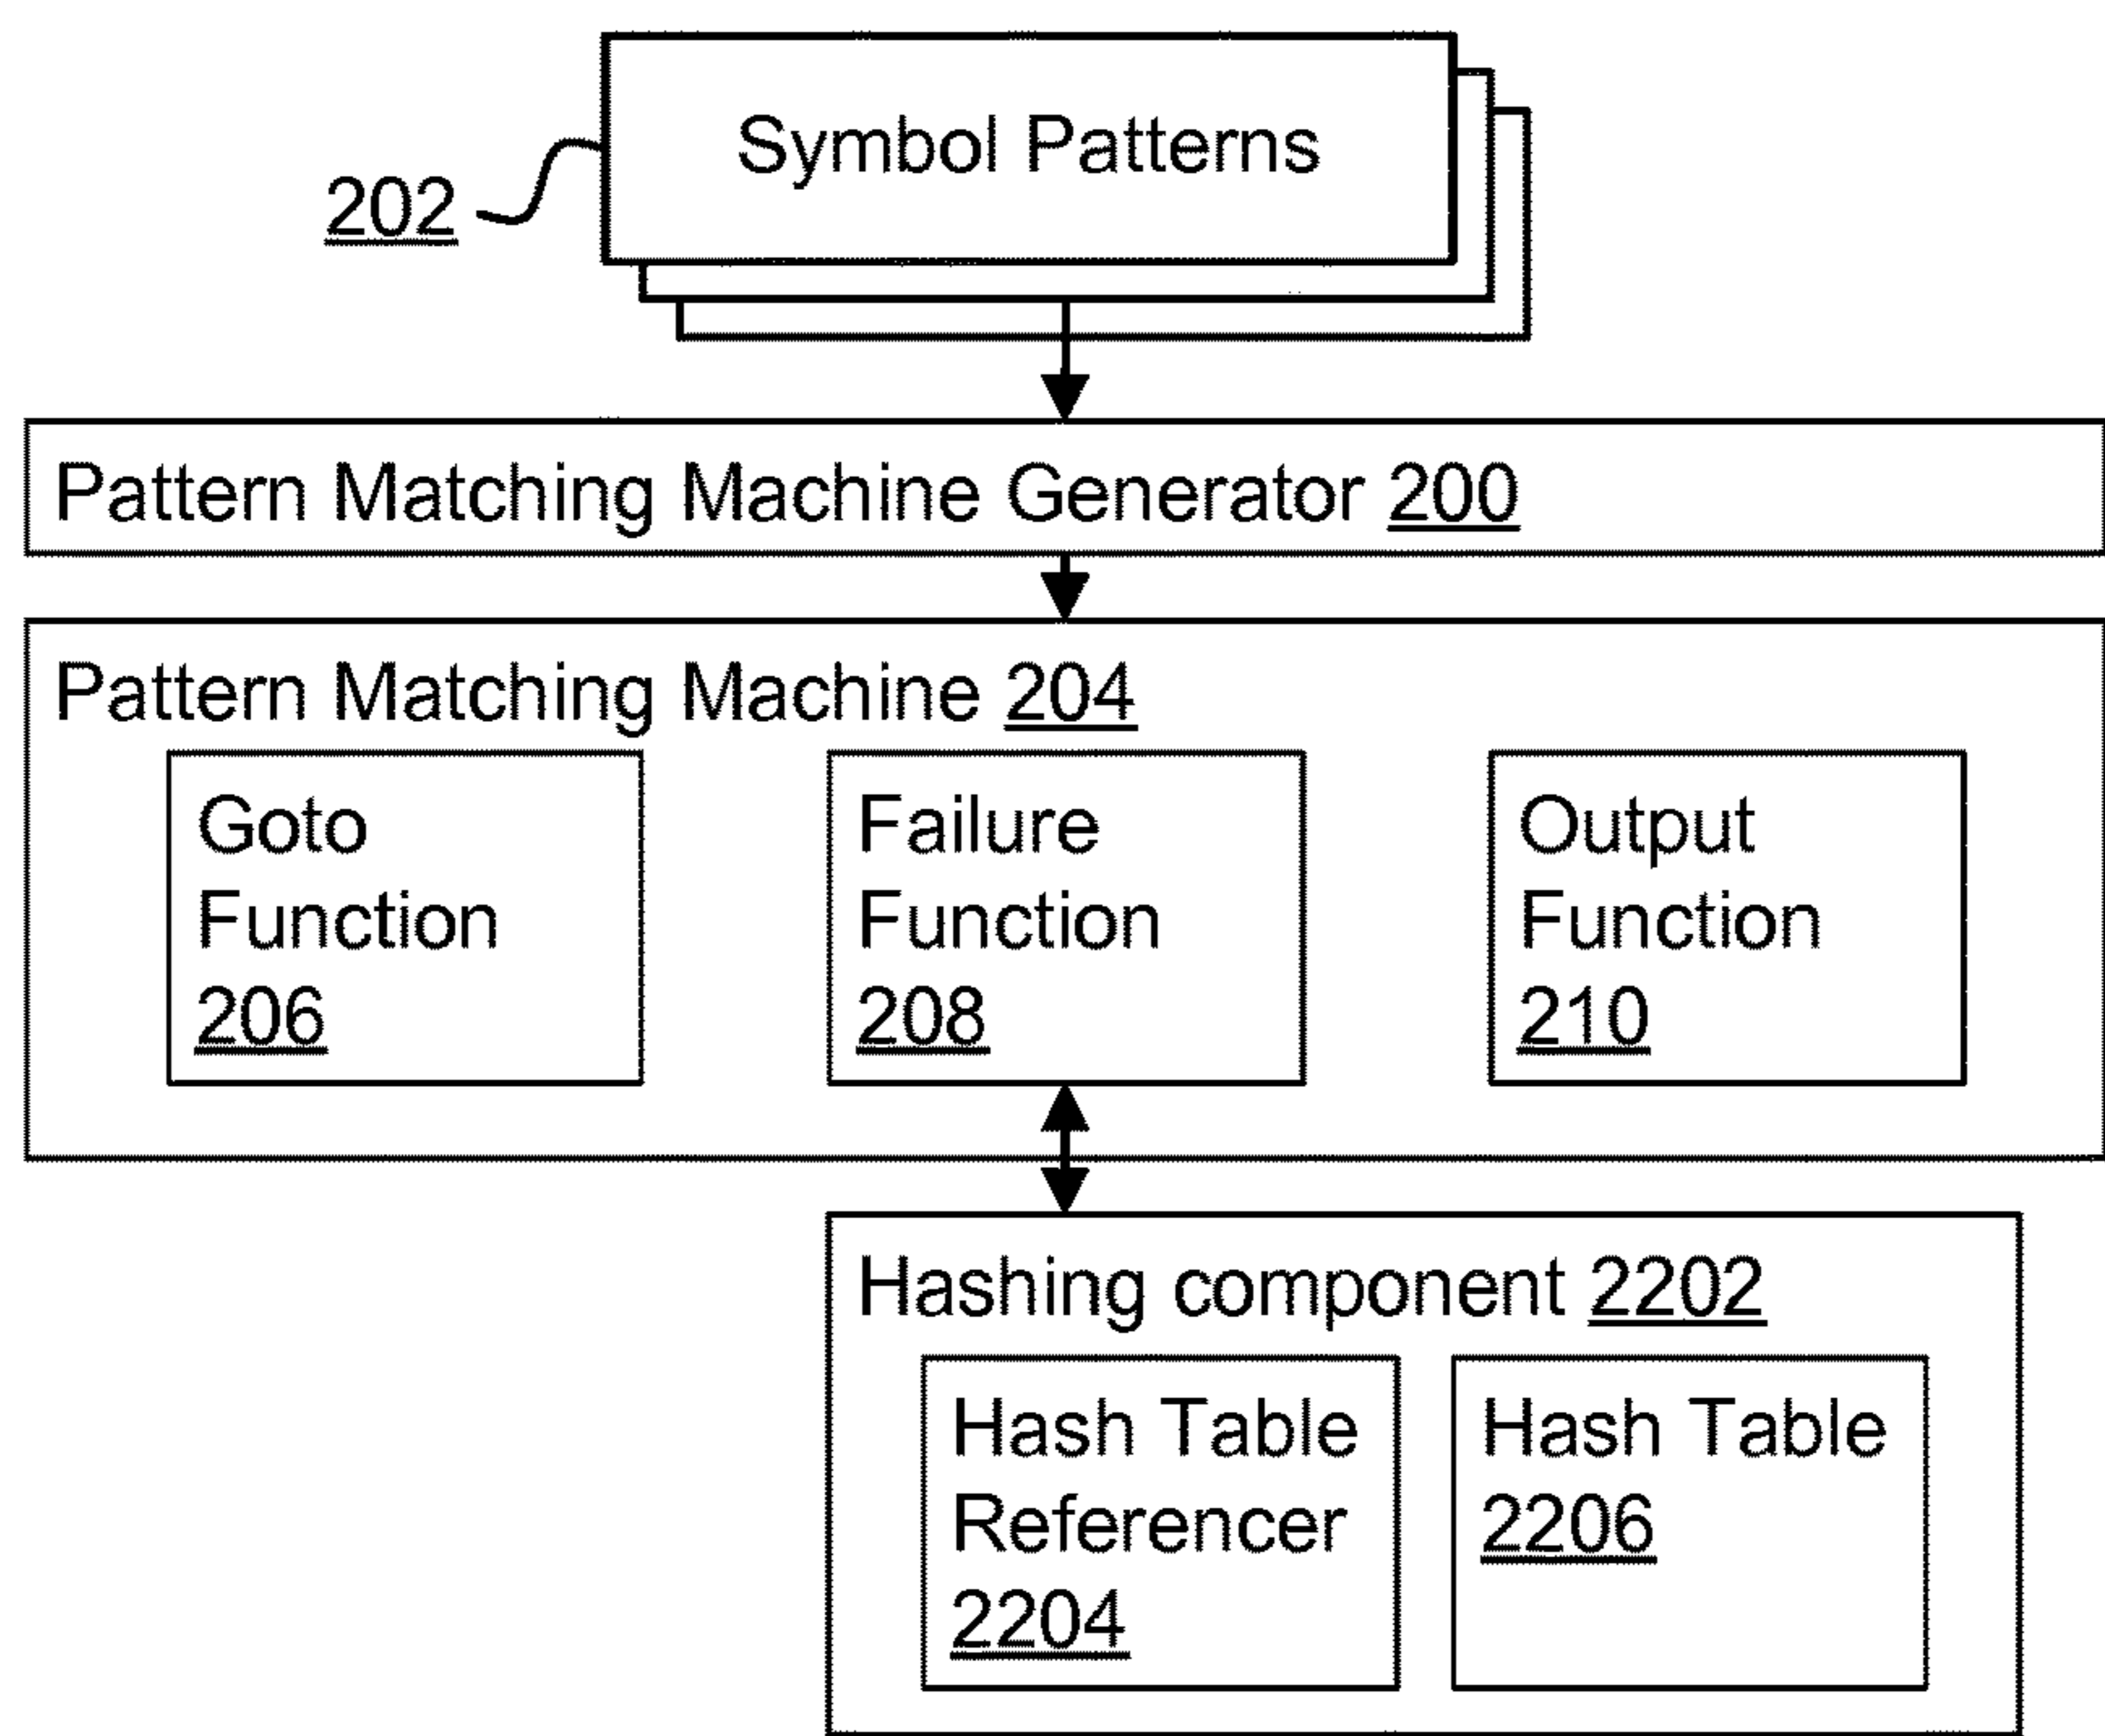 Symbol Patterns
202
Pattern Matching Machine Generator 200
Pattern Matching Machine 204
Goto
Function
206
Failure
Function
208
Output
Function
210
Hashing component 2202
Hash Table
Referencer
2204
Hash Table
2206